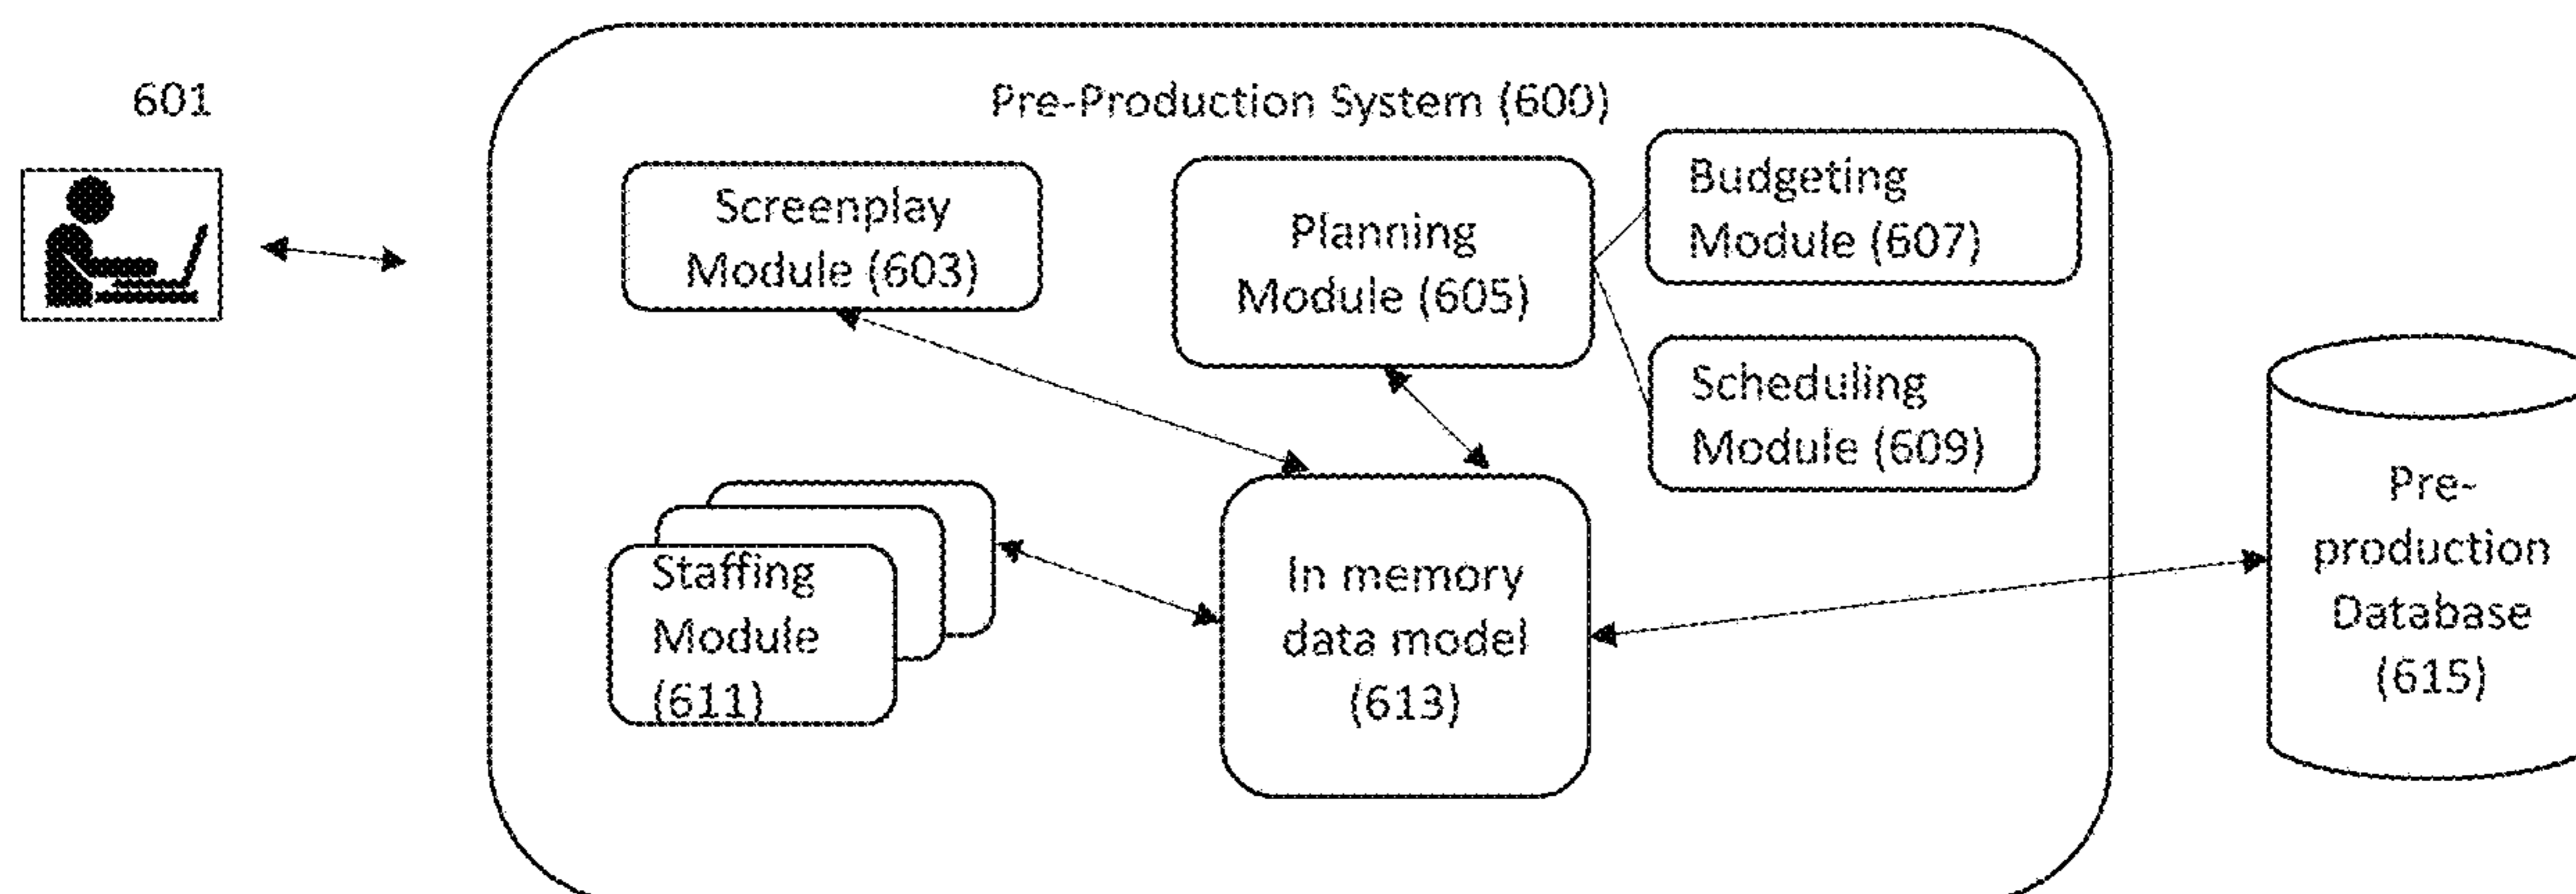 601
Pre-Production System (600)
Screenplay
Module (603)
Planning
Module (605)
Budgeting
Module (607)
Scheduling
Module (609)
Staffing
Module
(611)
In memory
data model
(613)
Pre-
production
Database
(615)